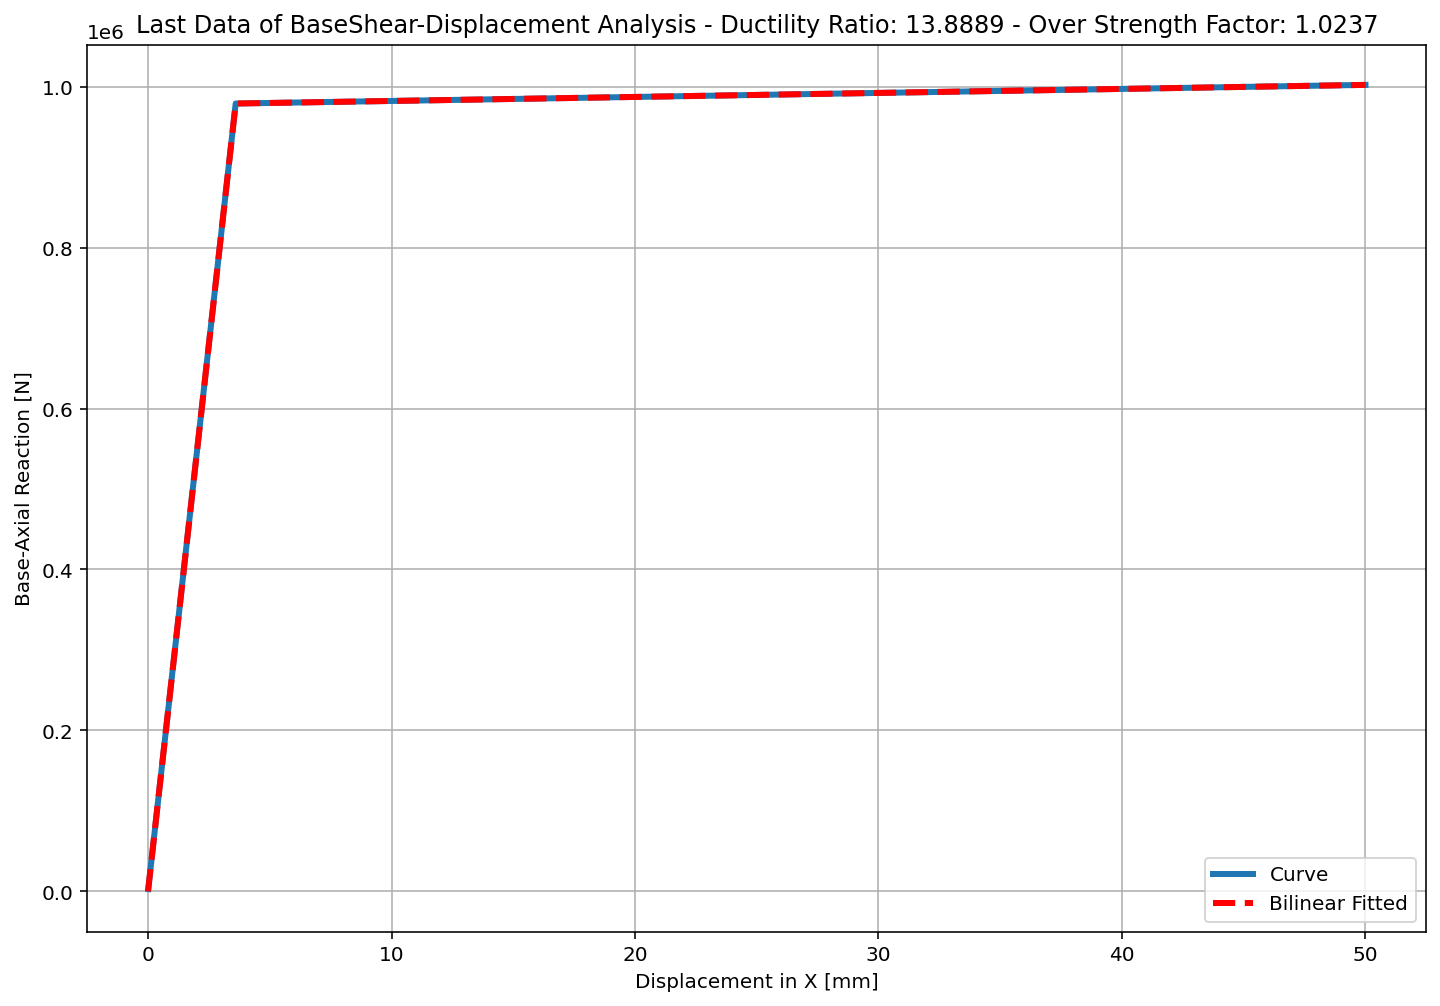 Last Data of BaseShear-Displacement Analysis - Ductility Ratio: 13.8889 - Over Strength Factor: 1.0237
1e6
1.0
0.8
0.6
0.4
0.2
0.0
Base-Axial Reaction [N]
0 10 20 30 40 50
Displacement in X [mm]
Curve
Bilinear Fitted